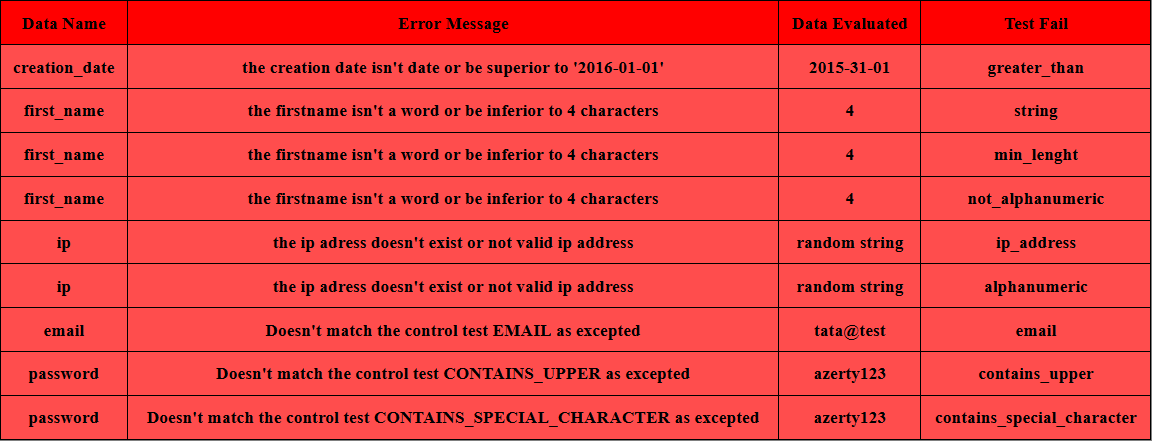 Data Name Error Message Data Evaluated Test Fail
creation_date the creation date isn't date or be superior to '2016-01-01' 2015-31-01 greater_than
first_name the firstname isn't a word or be inferior to 4 characters 4 string
first_name the firstname isn't a word or be inferior to 4 characters 4 min_lenght
first_name the firstname isn't a word or be inferior to 4 characters 4 not_alphanumeric
ip the ip adress doesn't exist or not valid ip address random string ip_address
ip the ip adress doesn't exist or not valid ip address random string alphanumeric
email Doesn't match the control test EMAIL as excepted tata@test email
password Doesn't match the control test CONTAINS_UPPER as excepted azerty123 contains_upper
password Doesn't match the control test CONTAINS_SPECIAL_CHARACTER as excepted azerty123 contains_special_character